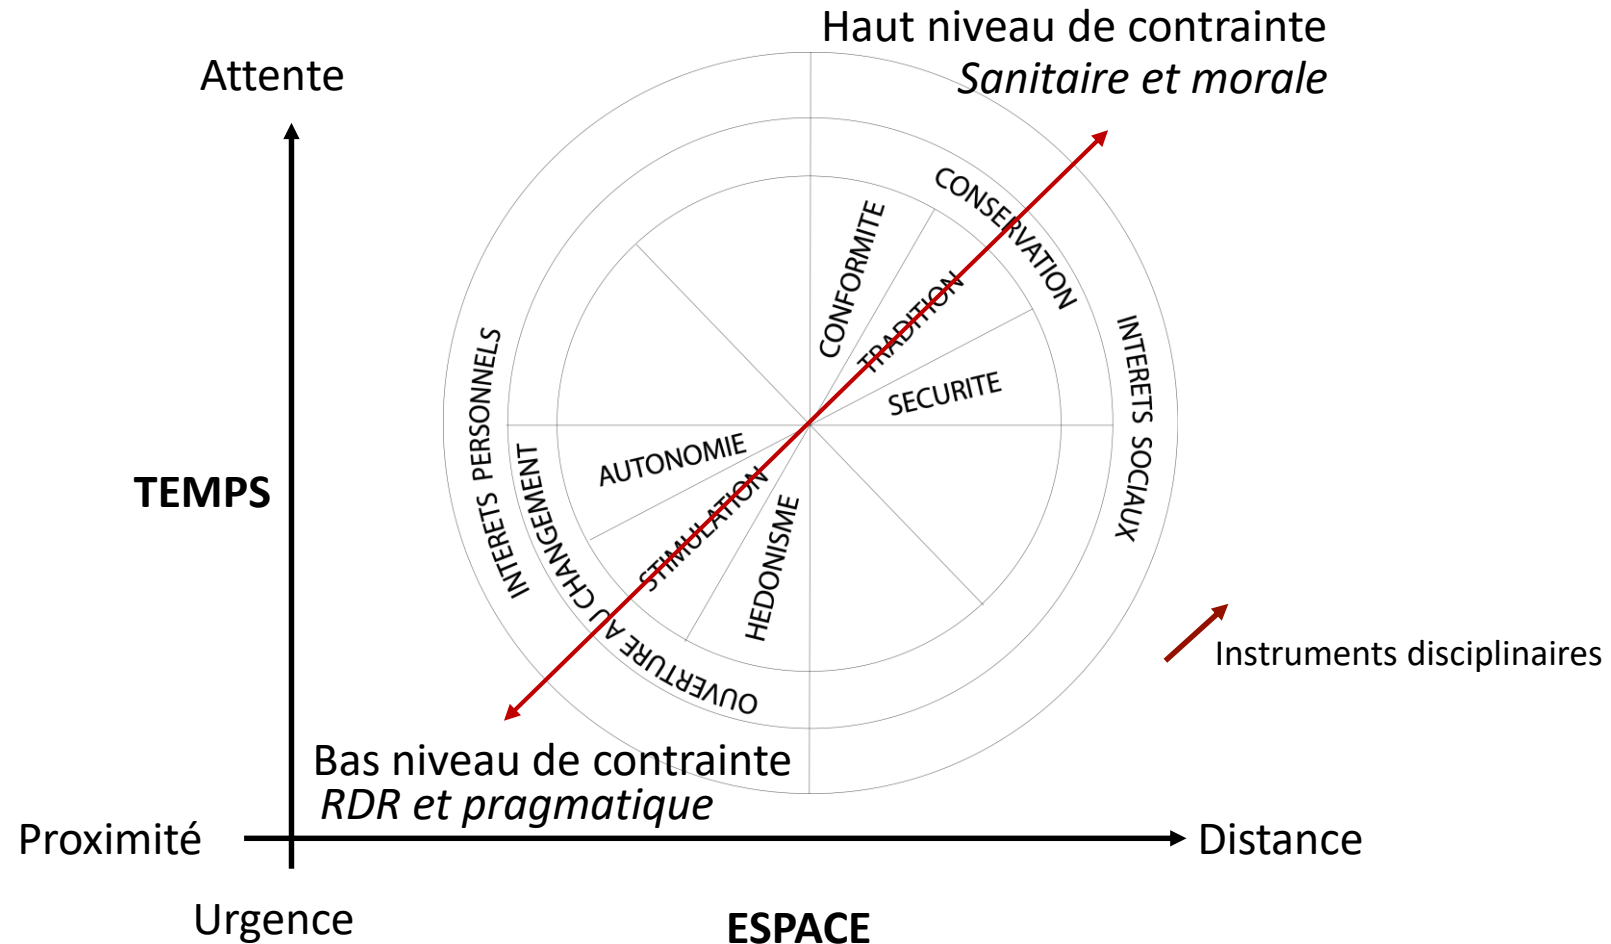 Haut niveau de contrainte
Sanitaire et morale
Attente
CONSERVATION
CONFORMITE
TRADITION
SECURITE
INTERETS SOCIAUX
INTERETS PERSONNELS
AUTONOMIE
STIMULATION
HEDONISME
OUVERTURE AU CHANGEMENT
TEMPS
Instruments disciplinaires
Bas niveau de contrainte
RDR et pragmatique
Proximité
Distance
Urgence
ESPACE